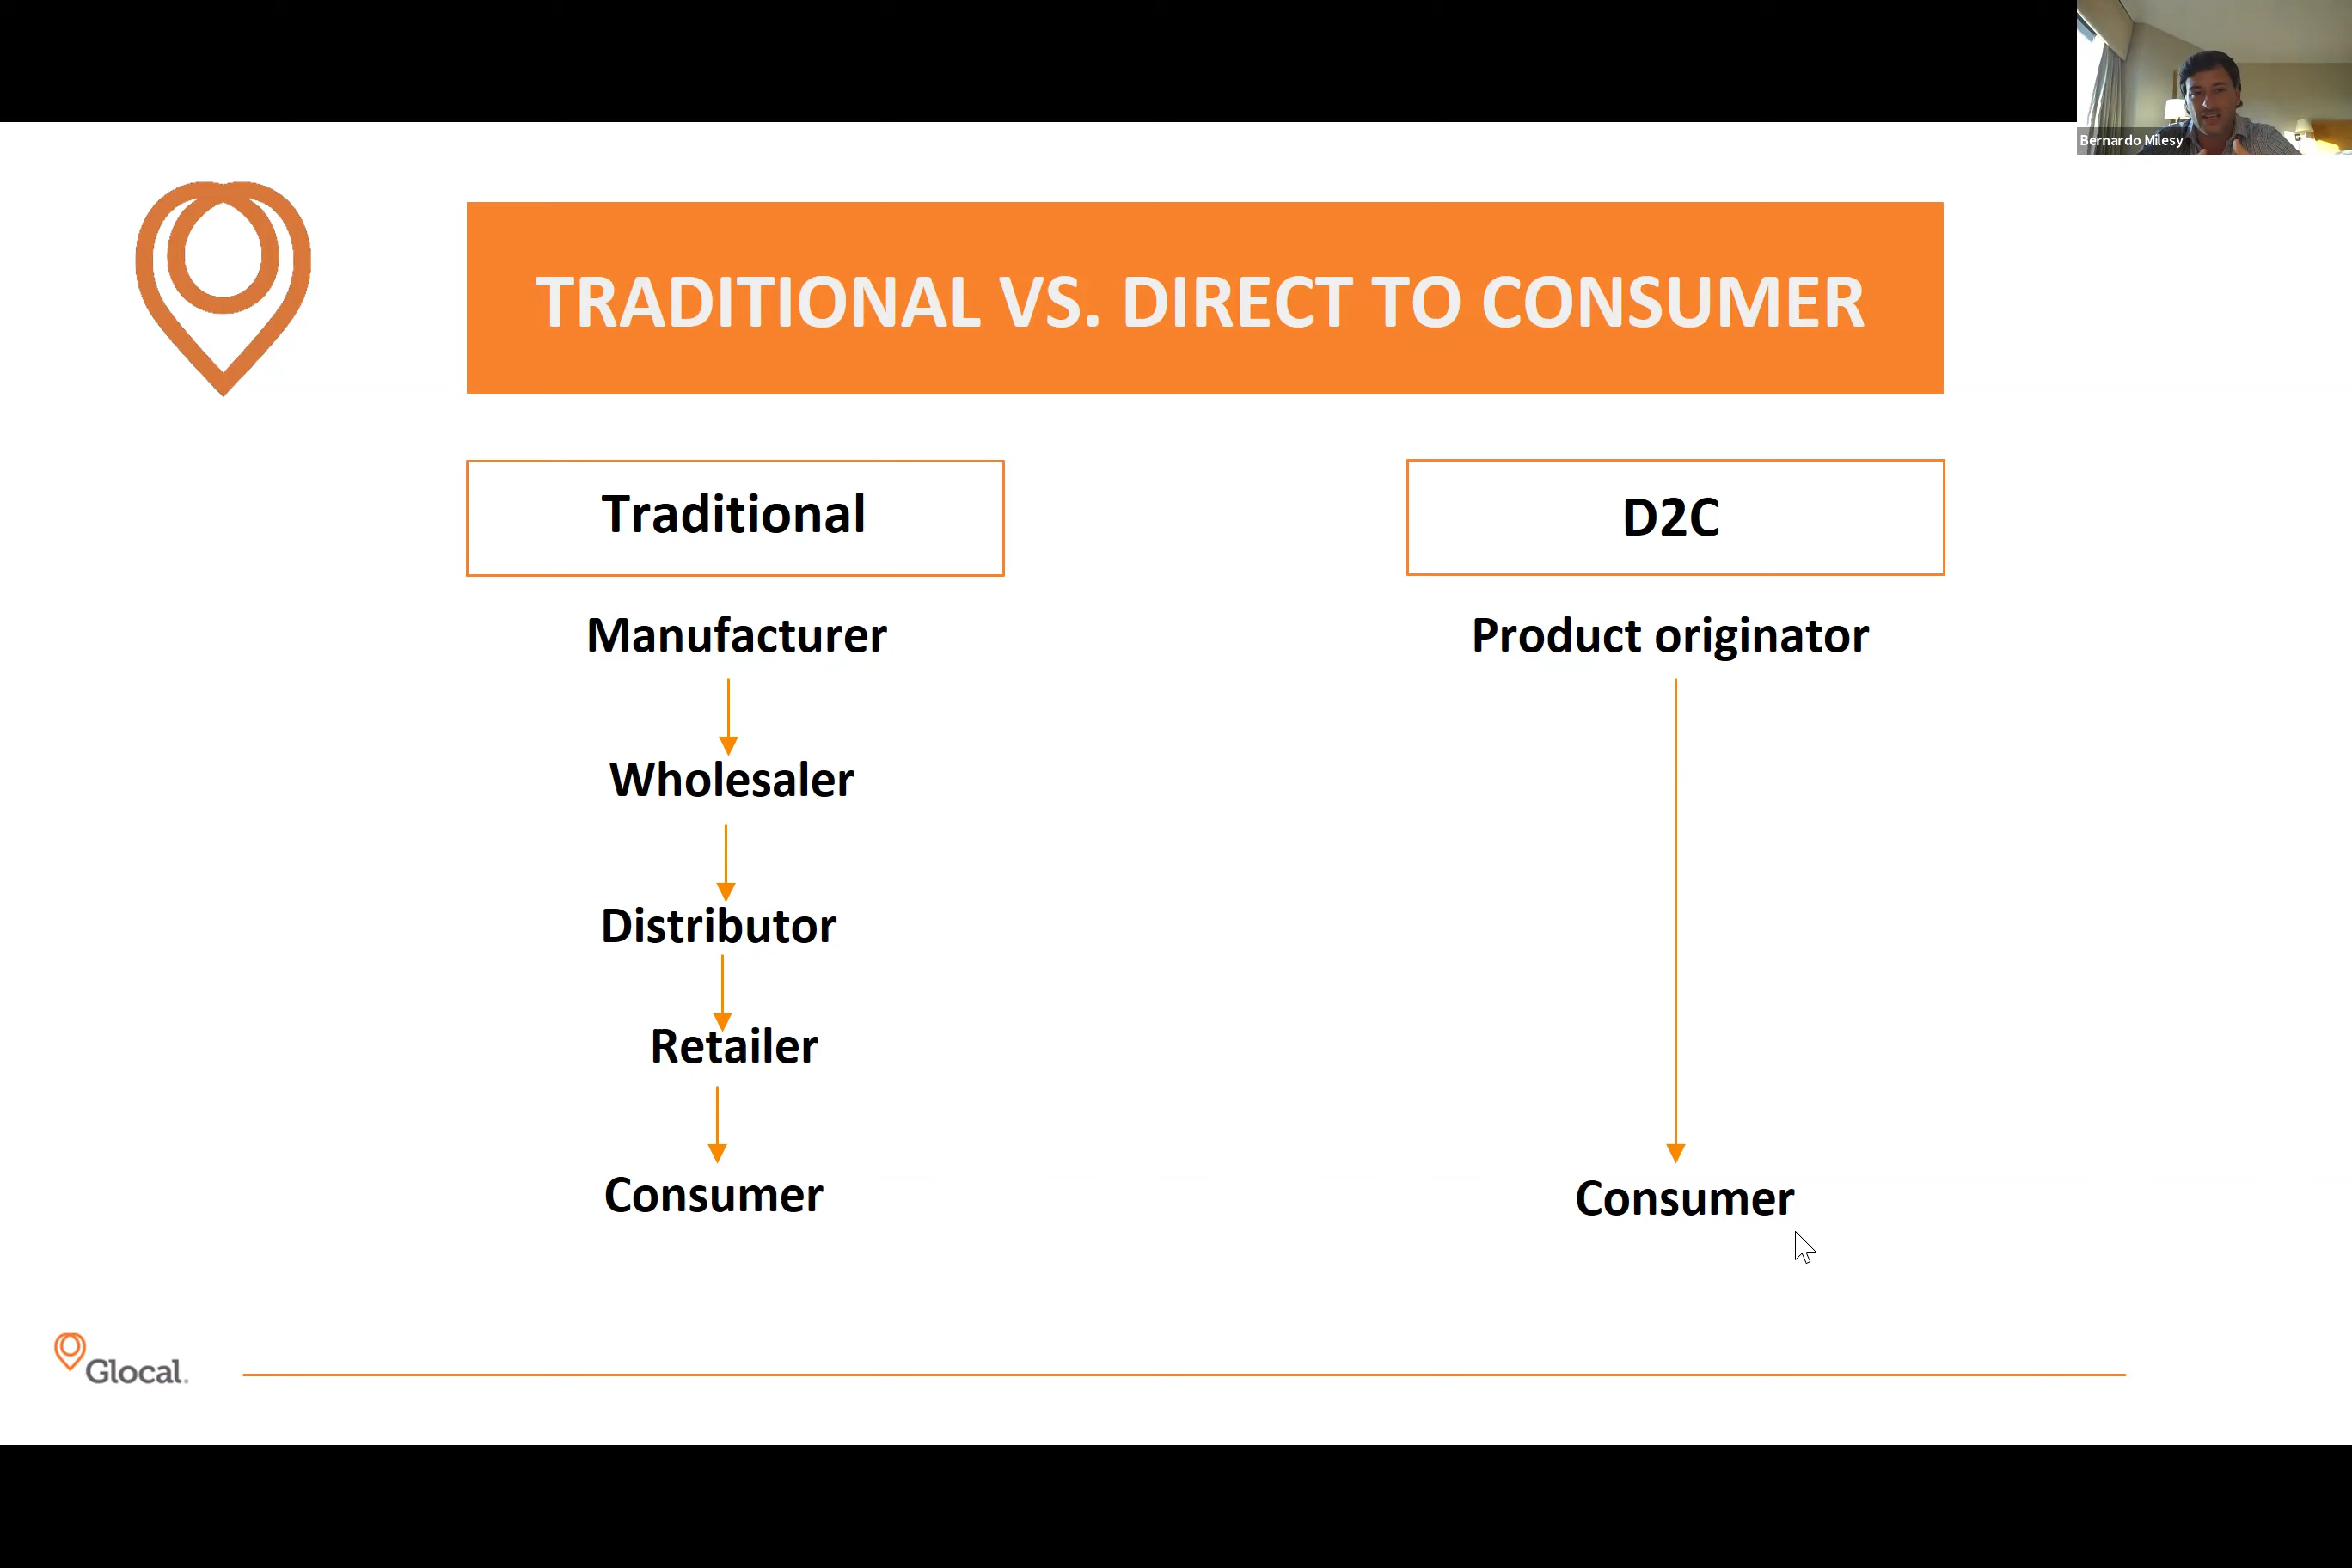 Bernardo Milesy
TRADITIONAL VS. DIRECT TO CONSUMER
Traditional
Manufacturer
Wholesaler
Distributor
Retailer
Consumer
D2C
Product originator
Consumer
Glocal.